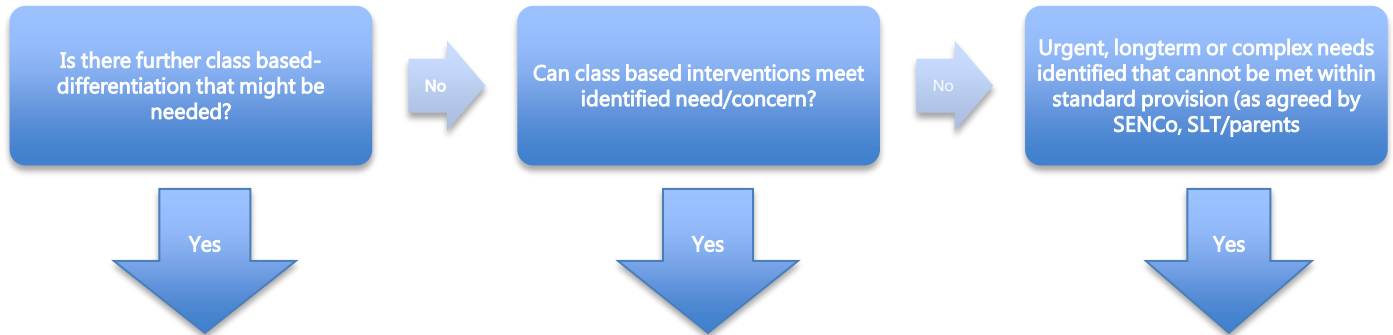 Is there further class based-
differentiation that might be
needed?
No
Can class based interventions meet
identified need/concern?
No
Urgent, longterm or complex needs
identified that cannot be met within
standard provision (as agreed by
SENCo, SLT/parents
Yes
Yes
Yes